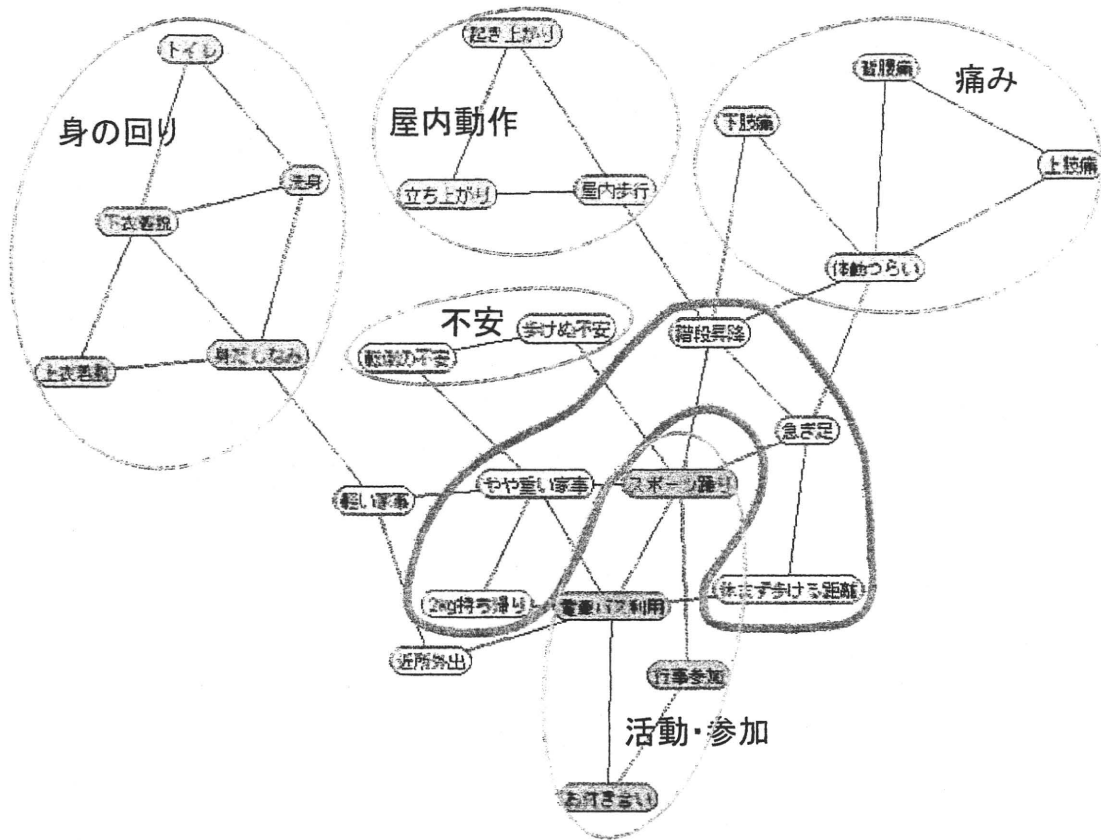 トイレ
身の回り
洗身
下衣着脱
上衣着脱
身だしなみ
起き上がり
屋内動作
立ち上がり
屋内歩行
背腰痛
痛み
下肢痛
上肢痛
体動つらい
不安
歩けぬ不安
転倒の不安
階段昇降
急ぎ足
軽い家事
やや重い家事
スポーツ踊り
2kg持ち帰り
電車バス利用
休まず歩ける距離
近所外出
行事参加
活動・参加
お付き合い